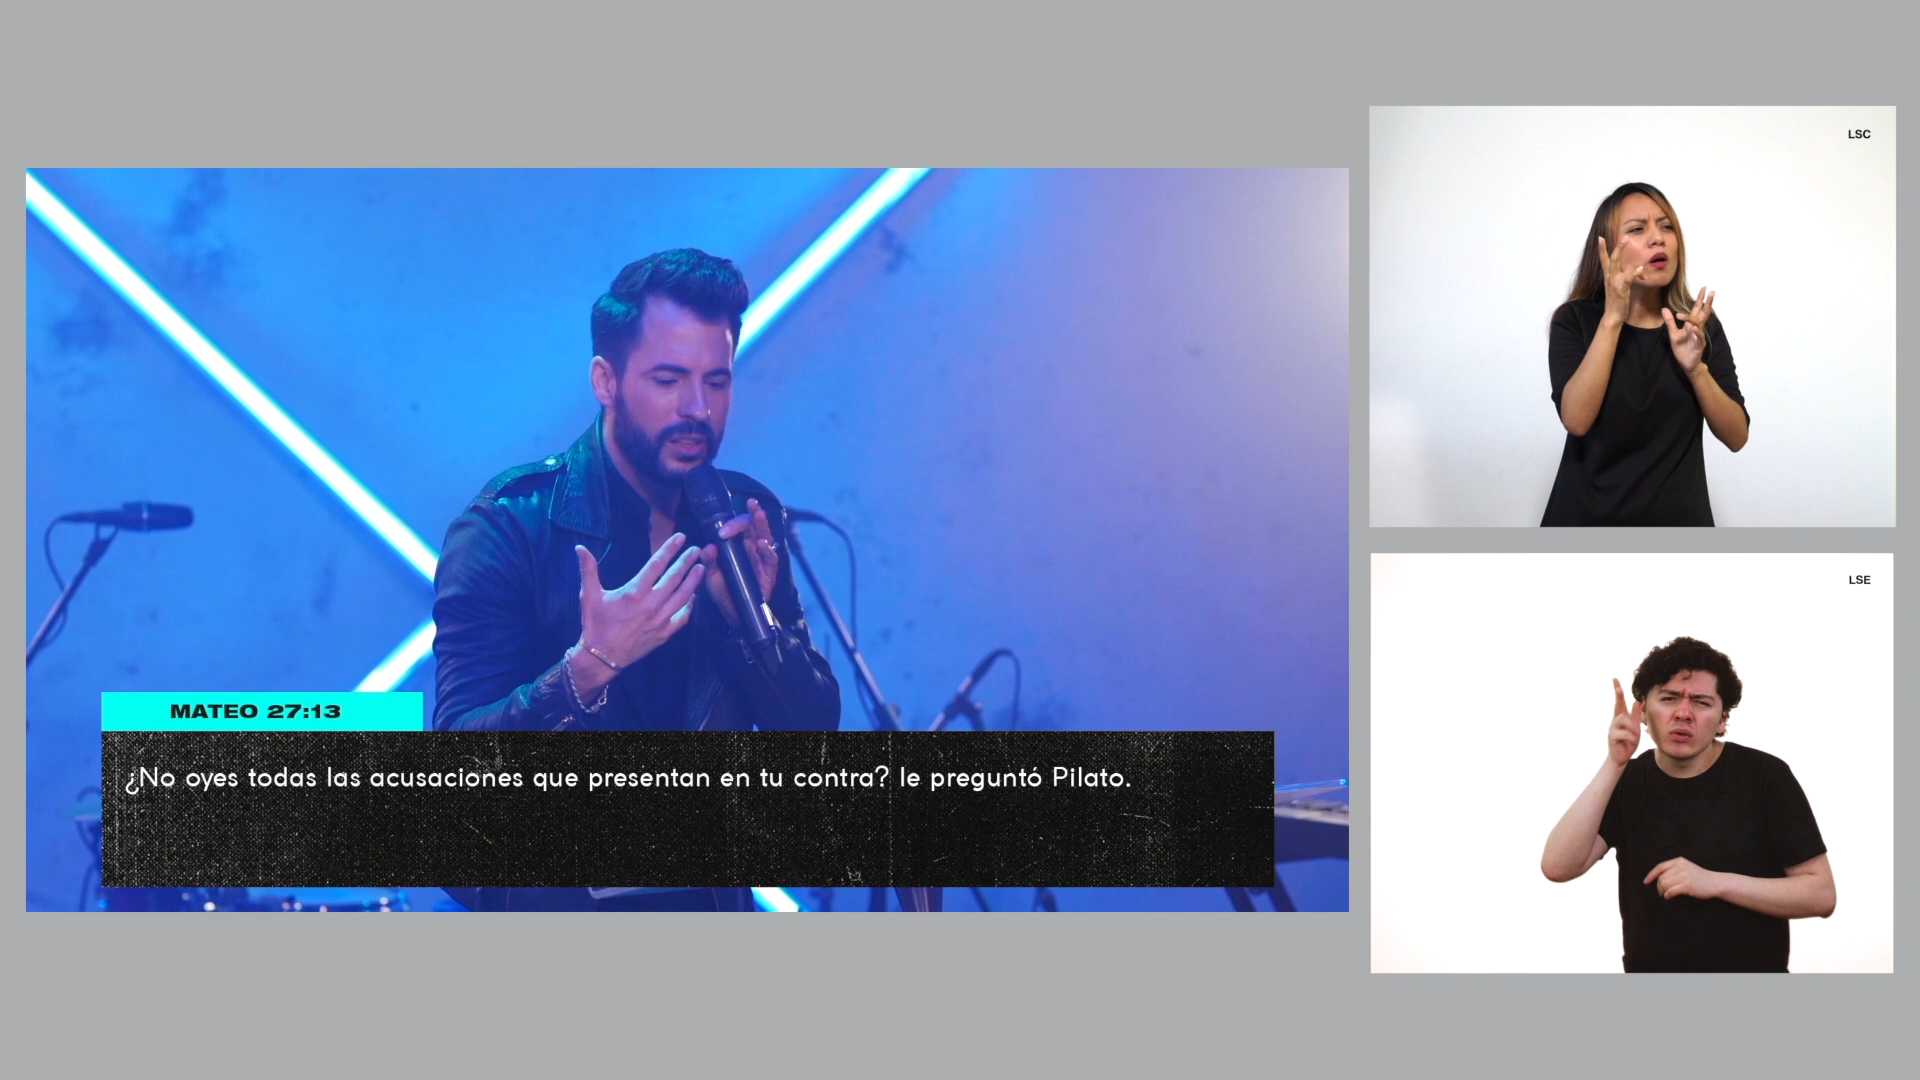 MATEO 27:13
¿No oyes todas las acusaciones que presentan en tu contra? le preguntó Pilato.
LSC
LSE